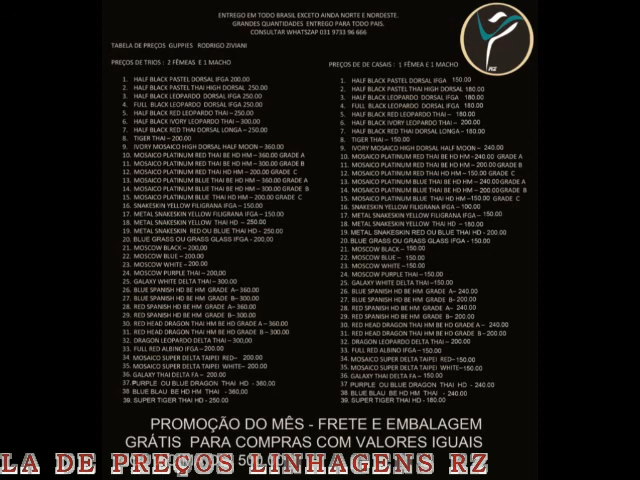 ENTREGO EM TODO BRASIL EXCETO AINDA NORTE E NORDESTE.
GRANDES QUANTIDADES ENTREGO PARA TODO PAIS.
CONSULTAR WHATSZAP 031 9733 96 666
RZ
TABELA DE PREÇOS GUPPIES RODRIGO ZIVIANI
PREÇOS DE TRIOS : 2 FÊMEAS E 1 MACHO
1. HALF BLACK PASTEL DORSAL IFGA 200.00
2. HALF BLACK PASTEL THAI HIGH DORSAL 250.00
3. HALF BLACK LEOPARDO DORSAL IFGA 250.00
4. FULL BLACK LEOPARDO DORSAL IFGA 250.00
5. HALF BLACK RED LEOPARDO THAI – 250.00
6. HALF BLACK IVORY LEOPARDO THAI – 300.00
7. HALF BLACK RED THAI DORSAL LONGA – 250.00
8. TIGER THAI – 200.00
9. IVORY MOSAICO HIGH DORSAL HALF MOON – 360.00
10. MOSAICO PLATINUM RED THAI BE HD HM – 360.00 GRADE A
11. MOSAICO PLATINUM RED THAI BE HD HM – 300.00 GRADE B
12. MOSAICO PLATINUM RED THAI HD HM – 200.00 GRADE C
13. MOSAICO PLATINUM BLUE THAI BE HD HM – 360.00 GRADE A
14. MOSAICO PLATINUM BLUE THAI BE HD HM – 300.00 GRADE B
15. MOSAICO PLATINUM BLUE THAI HD HM – 200.00 GRADE C
16. SNAKESKIN YELLOW FILIGRANA IFGA – 150.00
17. METAL SNAKESKIN YELLOW FILIGRANA IFGA – 150.00
18. METAL SNAKESKIN YELLOW THAI HD – 250.00
19. METAL SNAKESKIN RED OU BLUE THAI HD - 250.00
20. BLUE GRASS OU GRASS GLASS IFGA - 200,00
21. MOSCOW BLACK – 200,00
22. MOSCOW BLUE – 200.00
23. MOSCOW WHITE – 200.00
24. MOSCOW PURPLE THAI – 200,00
25. GALAXY WHITE DELTA THAI – 300.00
26. BLUE SPANISH HD BE HM GRADE A – 360.00
27. BLUE SPANISH HD BE HM GRADE B – 300.00
28. RED SPANISH HD BE HM GRADE A – 360.00
29. RED SPANISH HD BE HM GRADE B – 300.00
30. RED HEAD DRAGON THAI HM BE HD GRADE A – 360.00
31. RED HEAD DRAGON THAI HM BE HD GRADE B – 300.00
32. DRAGON LEOPARDO DELTA THAI – 300,00
33. FULL RED ALBINO IFGA – 200.00
34. MOSAICO SUPER DELTA TAIPEI RED– 200.00
35. MOSAICO SUPER DELTA TAIPEI WHITE– 200.00
36. GALAXY THAI DELTA FA – 200.00
37. PURPLE OU BLUE DRAGON THAI HD - 360,00
38 BLUE BLAU BE HD HM THAI - 360,00
39. SUPER TIGER THAI HD - 250.00
PREÇOS DE DE CASAIS : 1 FÊMEA E 1 MACHO
1. HALF BLACK PASTEL DORSAL IFGA 150.00
2. HALF BLACK PASTEL THAI HIGH DORSAL 180.00
3. HALF BLACK LEOPARDO DORSAL IFGA 180.00
4. FULL BLACK LEOPARDO DORSAL IFGA 180.00
5. HALF BLACK RED LEOPARDO THAI – 180.00
6. HALF BLACK IVORY LEOPARDO THAI – 200.00
7. HALF BLACK RED THAI DORSAL LONGA – 180.00
8. TIGER THAI – 150.00
9. IVORY MOSAICO HIGH DORSAL HALF MOON – 240.00
10. MOSAICO PLATINUM RED THAI BE HD HM –240.00 GRADE A
11. MOSAICO PLATINUM RED THAI BE HD HM –200.00 GRADE B
12. MOSAICO PLATINUM RED THAI HD HM –150.00 GRADE C
13. MOSAICO PLATINUM BLUE THAI BE HD HM –240.00 GRADE A
14. MOSAICO PLATINUM BLUE THAI BE HD HM –200.00 GRADE B
15. MOSAICO PLATINUM BLUE THAI HD HM –150.00 GRADE C
16. SNAKESKIN YELLOW FILIGRANA IFGA –100.00
17. METAL SNAKESKIN YELLOW FILIGRANA IFGA – 150.00
18. METAL SNAKESKIN YELLOW THAI HD – 180.00
19. METAL SNAKESKIN RED OU BLUE THAI HD - 200.00
20. BLUE GRASS OU GRASS GLASS IFGA - 150.00
21. MOSCOW BLACK – 150.00
22. MOSCOW BLUE – 150.00
23. MOSCOW WHITE –150.00
24. MOSCOW PURPLE THAI –150.00
25. GALAXY WHITE DELTA THAI –150.00
26. BLUE SPANISH HD BE HM GRADE A– 240.00
27. BLUE SPANISH HD BE HM GRADE B– 200.00
28. RED SPANISH HD BE HM GRADE A– 240.00
29. RED SPANISH HD BE HM GRADE B– 200.00
30. RED HEAD DRAGON THAI HM BE HD GRADE A – 240.00
31. RED HEAD DRAGON THAI HM BE HD GRADE B –200.00
32. DRAGON LEOPARDO DELTA THAI – 200.00
33. FULL RED ALBINO IFGA –150.00
34. MOSAICO SUPER DELTA TAIPEI RED– 150.00
35. MOSAICO SUPER DELTA TAIPEI WHITE– 150.00
36. GALAXY THAI DELTA FA – 150.00
37 PURPLE OU BLUE DRAGON THAI HD - 240.00
38. BLUE BLAU BE HD HM THAI - 240.00
39. SUPER TIGER THAI HD - 180.00
PROMOÇÃO DO MÊS - FRETE E EMBALAGEM
GRÁTIS PARA COMPRAS COM VALORES IGUAIS
LA DE PREÇOS LINHAGENS RZ